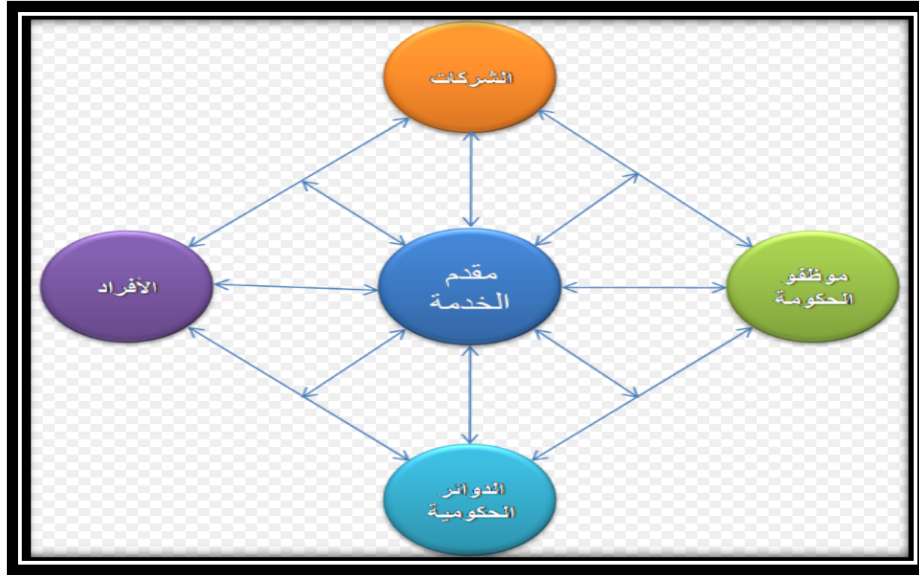 الشركات
الأفراد
مقدم
الخدمة
موظفو
الحكومة
الدوائر
الحكومية